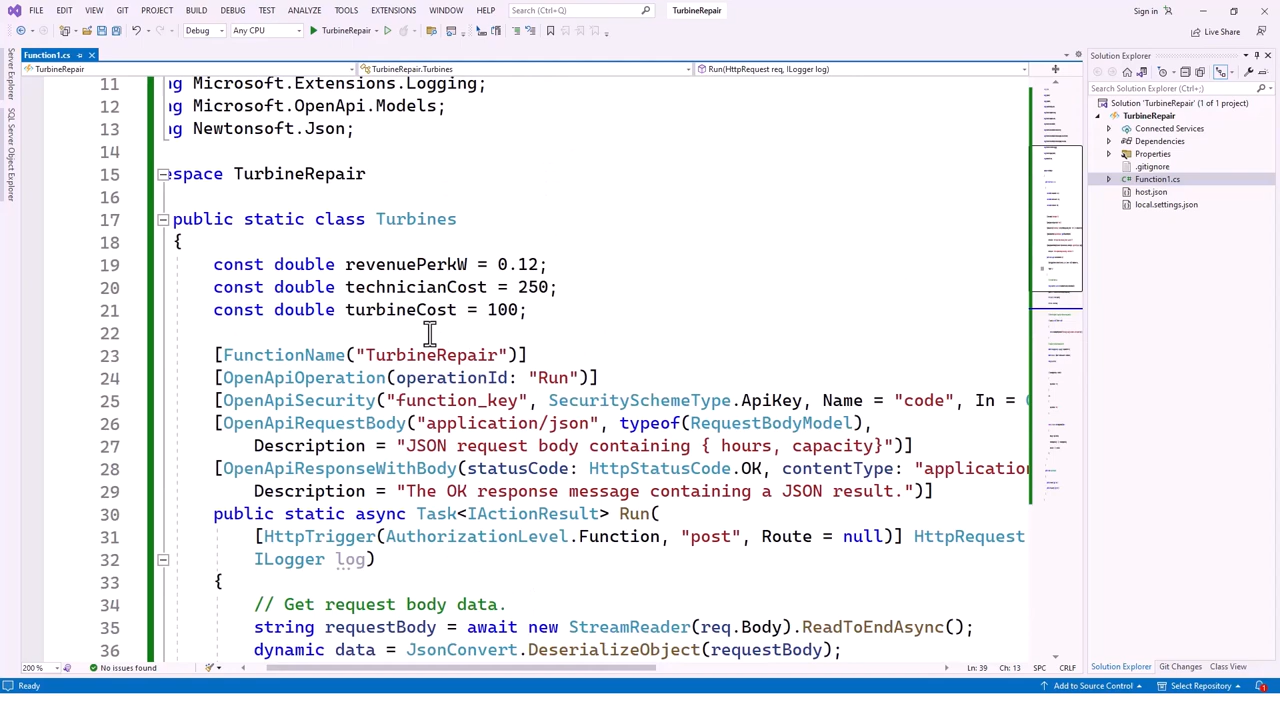 FILE EDIT VIEW GIT PROJECT BUILD DEBUG TEST ANALYZE TOOLS EXTENSIONS WINDOW HELP Search (Ctrl+Q) TurbineRepair Sign in
Debug Any CPU TurbineRepair Live Share
Server Explorer
SQL Server Object Explorer
Function1.cs
TurbineRepair TurbineRepair.Turbines Run(HttpRequest req, ILogger log)
11 ng Microsoft.Extensions.Logging;
12 ng Microsoft.OpenApi.Models;
13 ng Newtonsoft.Json;
14
15 espace TurbineRepair
16
17 public static class Turbines
18 {
19 const double revenuePerkW = 0.12;
20 const double technicianCost = 250;
21 const double turbineCost = 100;
22
23 [FunctionName("TurbineRepair")]
24 [OpenApiOperation(operationId: "Run")]
25 [OpenApiSecurity("function_key", SecuritySchemeType.ApiKey, Name = "code", In =
26 [OpenApiRequestBody("application/json", typeof(RequestBodyModel),
27 Description = "JSON request body containing { hours, capacity}")]
28 [OpenApiResponseWithBody(statusCode: HttpStatusCode.OK, contentType: "application
29 Description = "The OK response message containing a JSON result.")]
30 public static async Task<IActionResult> Run(
31 [HttpTrigger(AuthorizationLevel.Function, "post", Route = null)] HttpRequest
32 ILogger log)
33 {
34 // Get request body data.
35 string requestBody = await new StreamReader(req.Body).ReadToEndAsync();
36 dynamic data = JsonConvert.DeserializeObject(requestBody);
200 % No issues found Ln: 39 Ch: 13 SPC CRLF
Solution Explorer
Search Solution Explorer (Ctrl+;)
Solution 'TurbineRepair' (1 of 1 project)
TurbineRepair
Connected Services
Dependencies
Properties
.gitignore
C# Function1.cs
host.json
local.settings.json
Solution Explorer Git Changes Class View
Ready Add to Source Control Select Repository 1